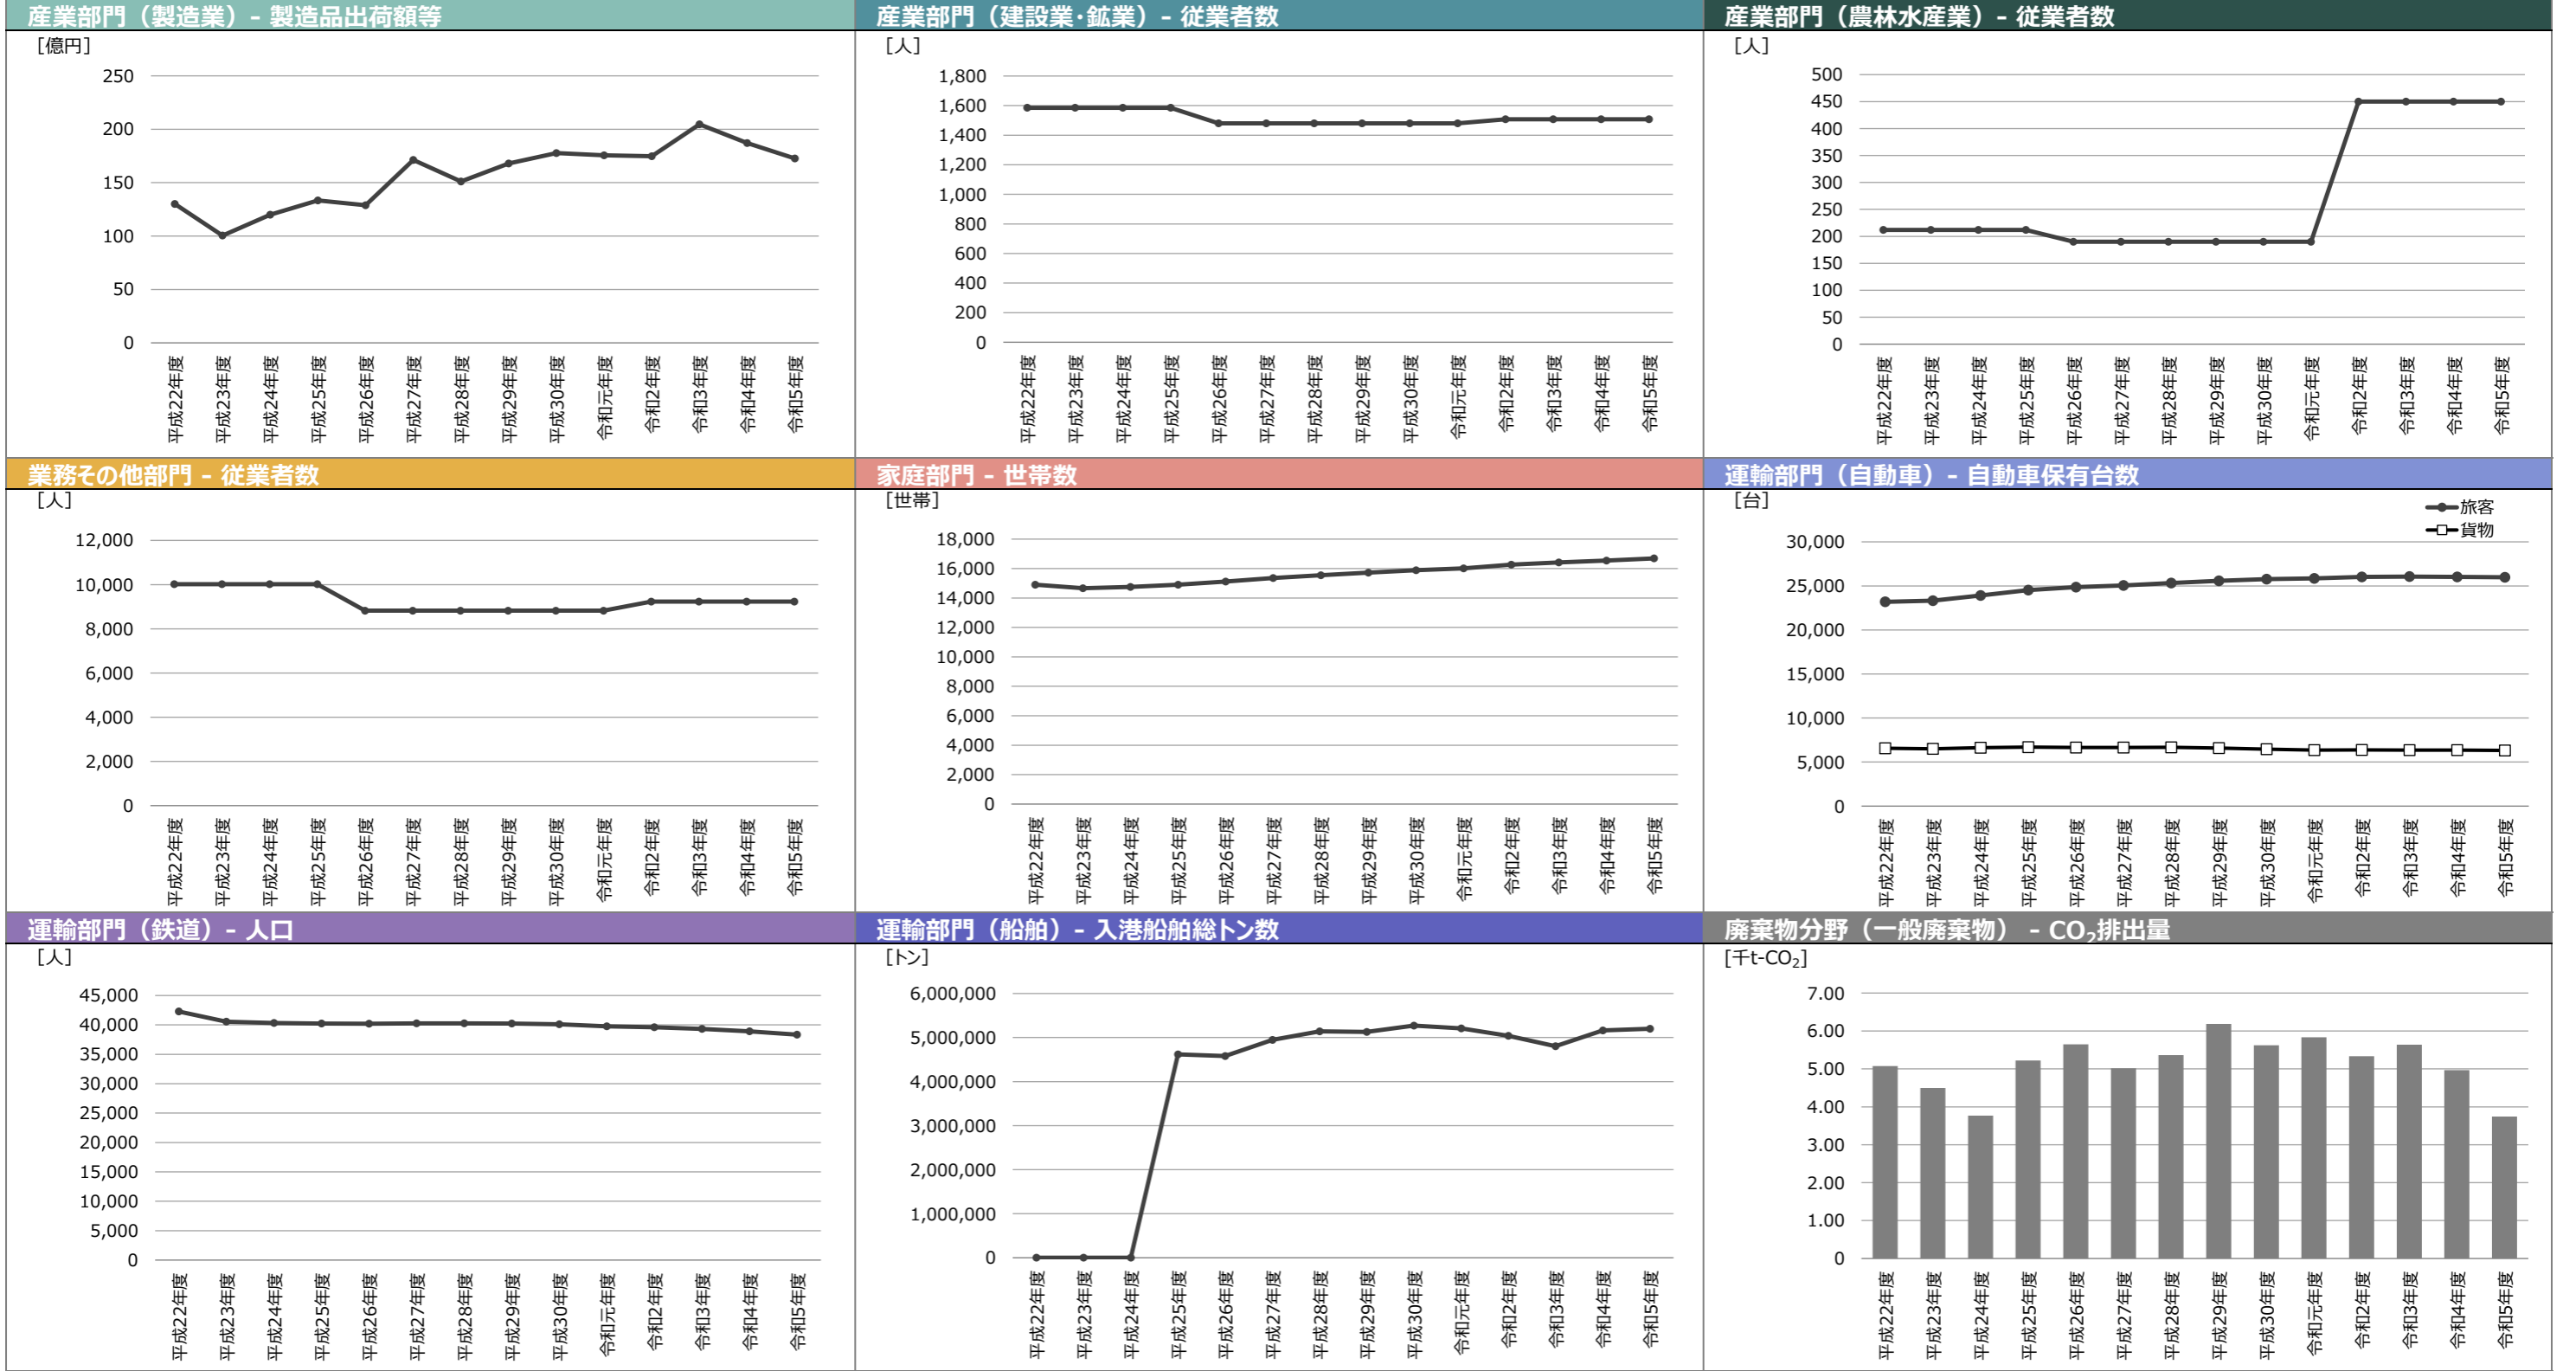 産業部門（製造業）- 製造品出荷額等
[億円]
250
200
150
100
50
0
平成22年度
平成23年度
平成24年度
平成25年度
平成26年度
平成27年度
平成28年度
平成29年度
平成30年度
令和元年度
令和2年度
令和3年度
令和4年度
令和5年度
産業部門（建設業・鉱業）- 従業者数
[人]
1,800
1,600
1,400
1,200
1,000
800
600
400
200
0
平成22年度
平成23年度
平成24年度
平成25年度
平成26年度
平成27年度
平成28年度
平成29年度
平成30年度
令和元年度
令和2年度
令和3年度
令和4年度
令和5年度
産業部門（農林水産業）- 従業者数
[人]
500
450
400
350
300
250
200
150
100
50
0
平成22年度
平成23年度
平成24年度
平成25年度
平成26年度
平成27年度
平成28年度
平成29年度
平成30年度
令和元年度
令和2年度
令和3年度
令和4年度
令和5年度
業務その他部門 - 従業者数
[人]
12,000
10,000
8,000
6,000
4,000
2,000
0
平成22年度
平成23年度
平成24年度
平成25年度
平成26年度
平成27年度
平成28年度
平成29年度
平成30年度
令和元年度
令和2年度
令和3年度
令和4年度
令和5年度
家庭部門 - 世帯数
[世帯]
18,000
16,000
14,000
12,000
10,000
8,000
6,000
4,000
2,000
0
平成22年度
平成23年度
平成24年度
平成25年度
平成26年度
平成27年度
平成28年度
平成29年度
平成30年度
令和元年度
令和2年度
令和3年度
令和4年度
令和5年度
運輸部門（自動車）- 自動車保有台数
[台]
旅客
貨物
30,000
25,000
20,000
15,000
10,000
5,000
0
平成22年度
平成23年度
平成24年度
平成25年度
平成26年度
平成27年度
平成28年度
平成29年度
平成30年度
令和元年度
令和2年度
令和3年度
令和4年度
令和5年度
運輸部門（鉄道）- 人口
[人]
45,000
40,000
35,000
30,000
25,000
20,000
15,000
10,000
5,000
0
平成22年度
平成23年度
平成24年度
平成25年度
平成26年度
平成27年度
平成28年度
平成29年度
平成30年度
令和元年度
令和2年度
令和3年度
令和4年度
令和5年度
運輸部門（船舶）- 入港船舶総トン数
[トン]
6,000,000
5,000,000
4,000,000
3,000,000
2,000,000
1,000,000
0
平成22年度
平成23年度
平成24年度
平成25年度
平成26年度
平成27年度
平成28年度
平成29年度
平成30年度
令和元年度
令和2年度
令和3年度
令和4年度
令和5年度
廃棄物分野（一般廃棄物） - CO₂排出量
[千t-CO₂]
7.00
6.00
5.00
4.00
3.00
2.00
1.00
0
平成22年度
平成23年度
平成24年度
平成25年度
平成26年度
平成27年度
平成28年度
平成29年度
平成30年度
令和元年度
令和2年度
令和3年度
令和4年度
令和5年度